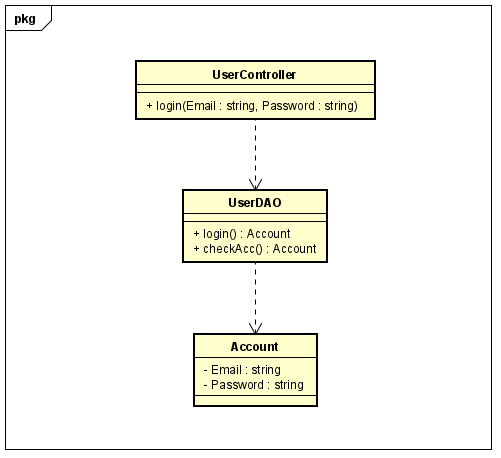 pkg
UserController
+ login(Email : string, Password : string)
UserDAO
+ login() : Account
+ checkAcc() : Account
Account
- Email : string
- Password : string